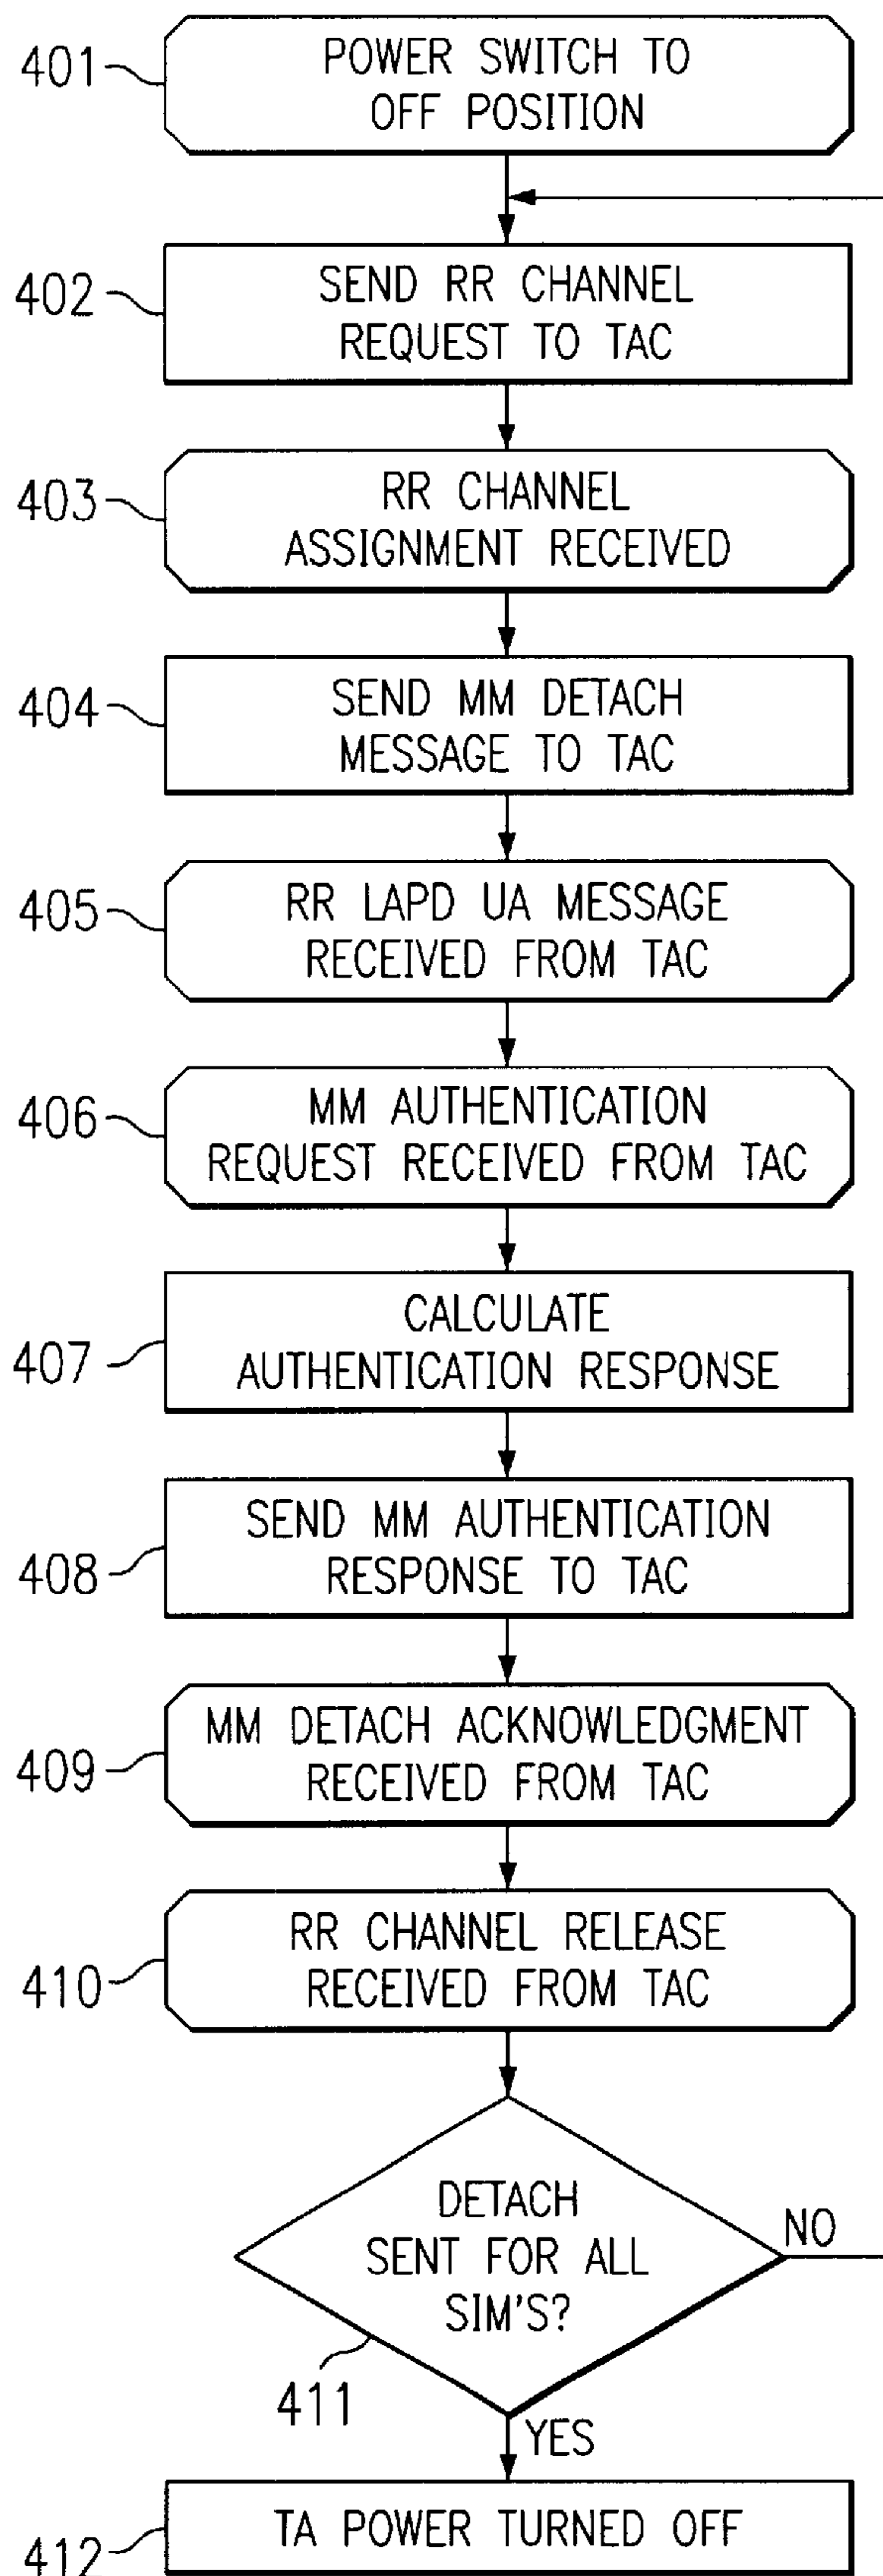 401
POWER SWITCH TO
OFF POSITION
402
SEND RR CHANNEL
REQUEST TO TAC
403
RR CHANNEL
ASSIGNMENT RECEIVED
404
SEND MM DETACH
MESSAGE TO TAC
405
RR LAPD UA MESSAGE
RECEIVED FROM TAC
406
MM AUTHENTICATION
REQUEST RECEIVED FROM TAC
407
CALCULATE
AUTHENTICATION RESPONSE
408
SEND MM AUTHENTICATION
RESPONSE TO TAC
409
MM DETACH ACKNOWLEDGMENT
RECEIVED FROM TAC
410
RR CHANNEL RELEASE
RECEIVED FROM TAC
DETACH
SENT FOR ALL
SIM'S?
NO
411
YES
412
TA POWER TURNED OFF